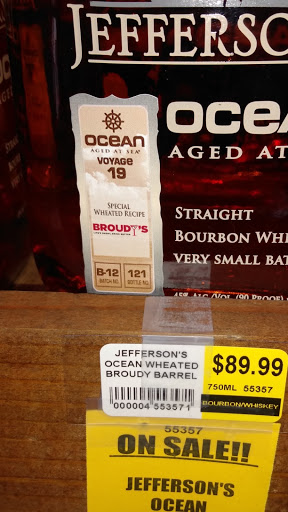 JEFFERSO
OCEAN
AGED AT SEA
VOYAGE
19
SPECIAL
WHEATED RECIPE
BROUDY'S
B-12
BATCH NO.
121
BOTTLE NO.
OCEA
AGED AT
STRAIGHT
BOURBON WHI
VERY SMALL BAT
45% ALC/VOL (90 PROOF)
JEFFERSON'S
OCEAN WHEATED
BROUDY BARREL
000004 553571
$89.99
750ML 55357
BOURBON/WHISKEY
55357
ON SALE!!
JEFFERSON'S
OCEAN